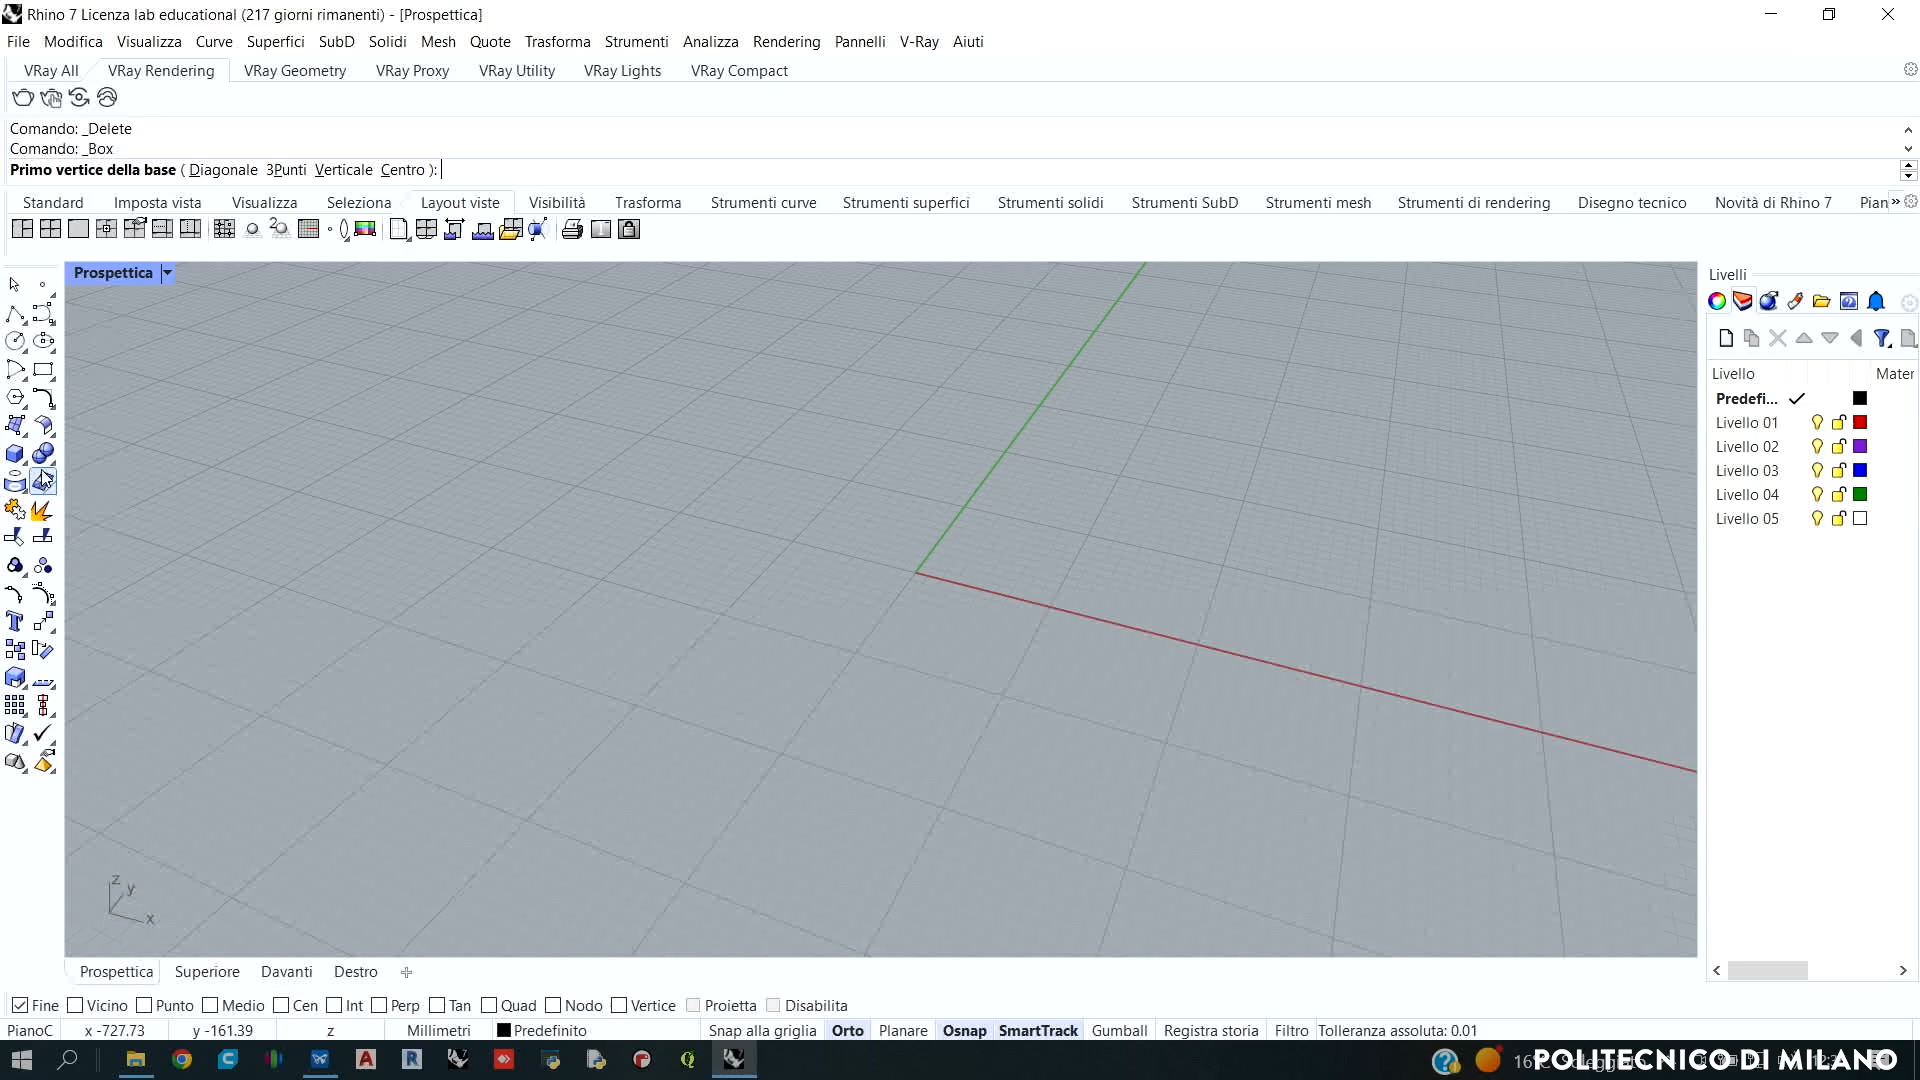 Rhino 7 Licenza lab educational (217 giorni rimanenti) - [Prospettica]
File Modifica Visualizza Curve Superfici SubD Solidi Mesh Quote Trasforma Strumenti Analizza Rendering Pannelli V-Ray Aiuti
VRay All VRay Rendering VRay Geometry VRay Proxy VRay Utility VRay Lights VRay Compact
Comando: _Delete
Comando: _Box
Primo vertice della base ( Diagonale 3Punti Verticale Centro ):
Standard Imposta vista Visualizza Seleziona Layout viste Visibilità Trasforma Strumenti curve Strumenti superfici Strumenti solidi Strumenti SubD Strumenti mesh Strumenti di rendering Disegno tecnico Novità di Rhino 7 Pian »
Prospettica
Livelli
Livello Mater
Predefi...
Livello 01
Livello 02
Livello 03
Livello 04
Livello 05
z
y
x
Prospettica Superiore Davanti Destro
Fine Vicino Punto Medio Cen Int Perp Tan Quad Nodo Vertice Proietta Disabilita
PianoC x -727.73 y -161.39 z Millimetri Predefinito Snap alla griglia Orto Planare Osnap SmartTrack Gumball Registra storia Filtro Tolleranza assoluta: 0.01
POLITECNICO DI MILANO